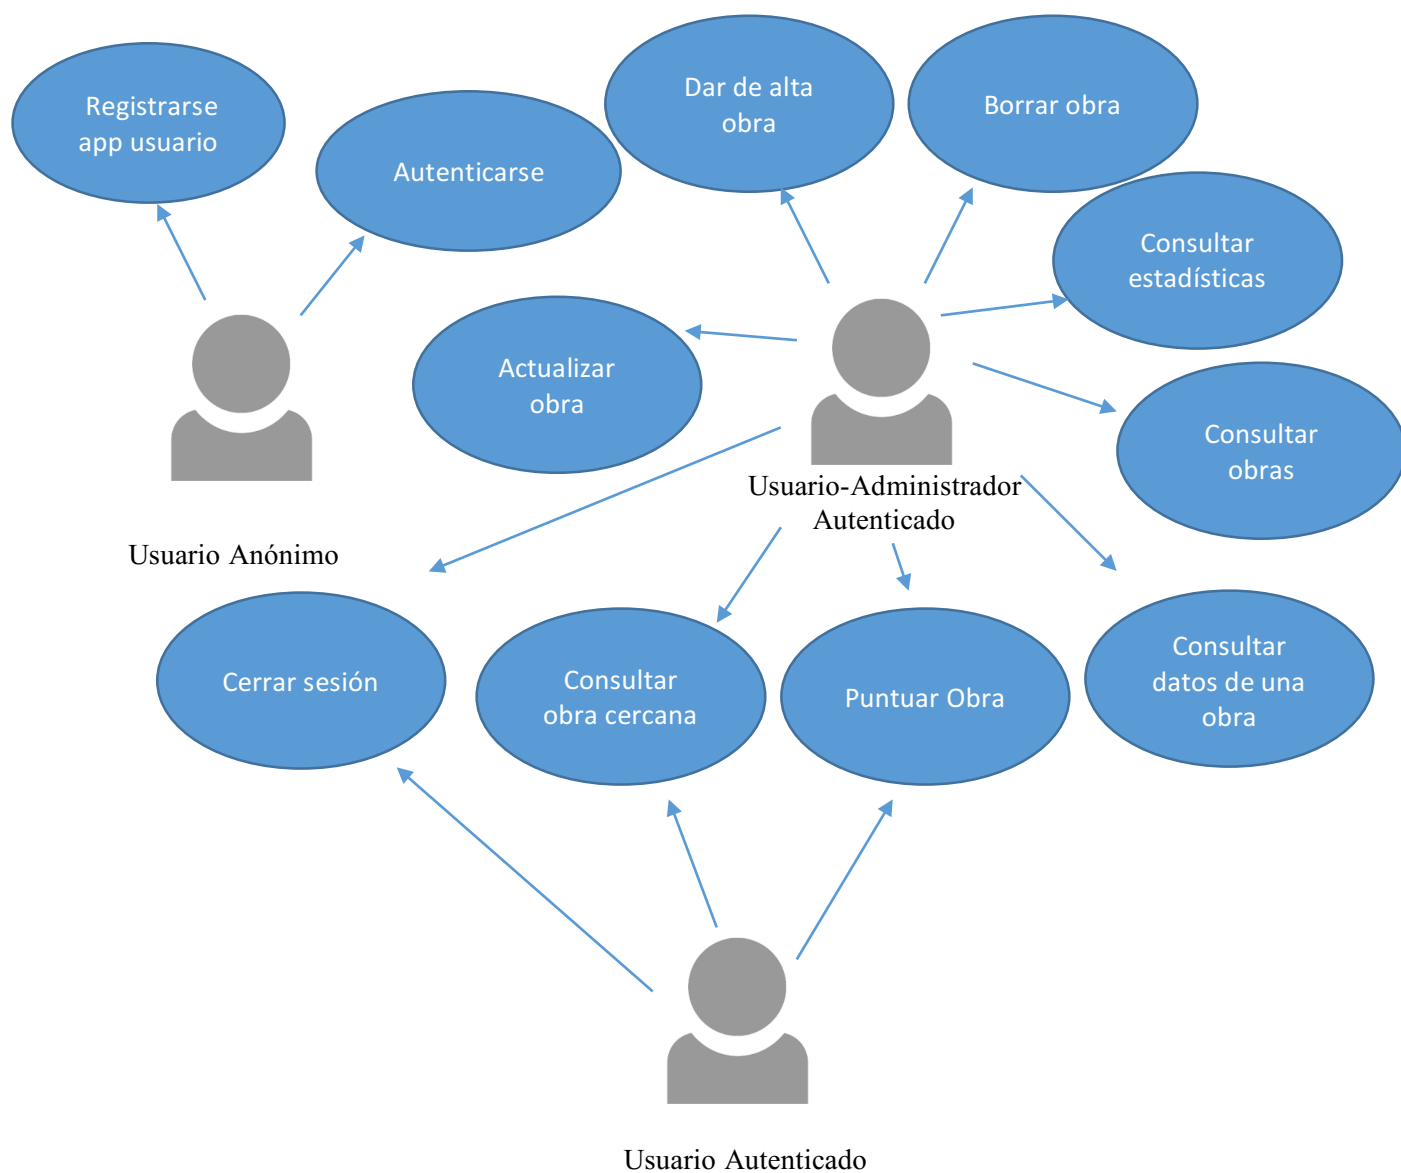 Registrarse
app usuario
Autenticarse
Dar de alta
obra
Borrar obra
Consultar
estadísticas
Actualizar
obra
Consultar
obras
Usuario-Administrador
Autenticado
Usuario Anónimo
Cerrar sesión
Consultar
obra cercana
Puntuar Obra
Consultar
datos de una
obra
Usuario Autenticado